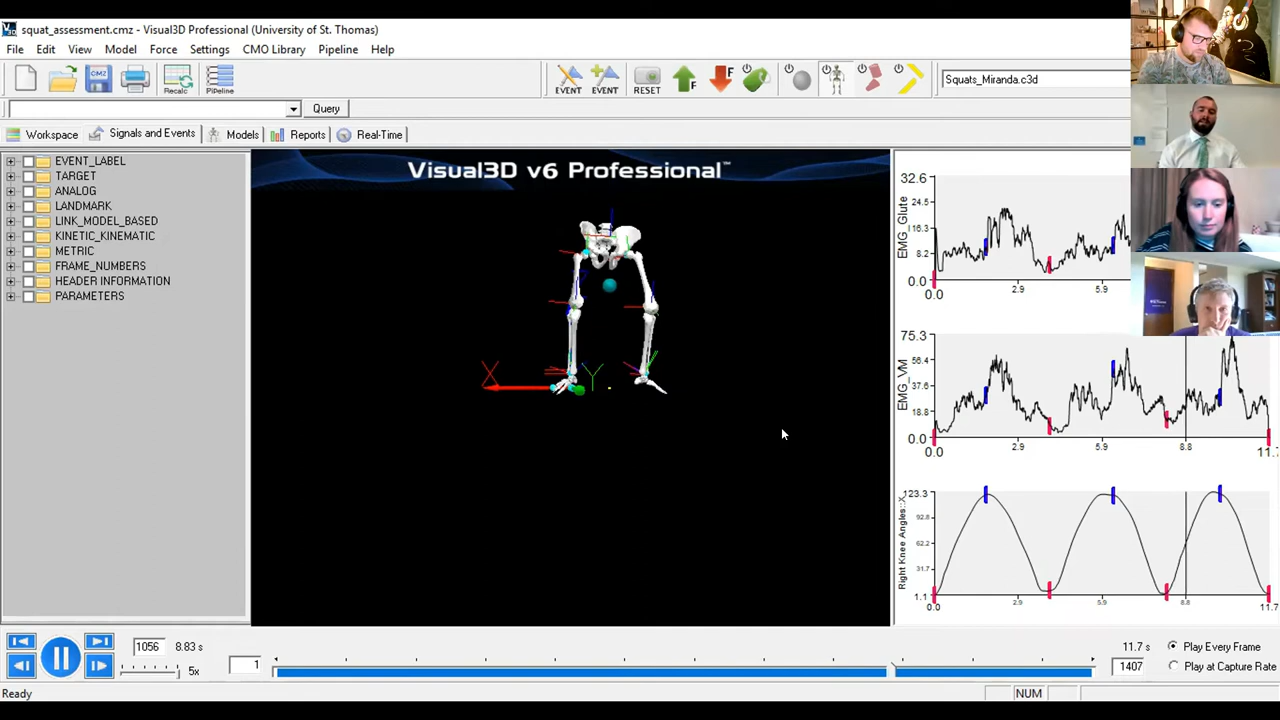 squat_assessment.cmz - Visual3D Professional (University of St. Thomas)
File Edit View Model Force Settings CMO Library Pipeline Help
CMZ Recalc PiPeline EVENT EVENT RESET F F Squats_Miranda.c3d
Query
Workspace Signals and Events Models Reports Real-Time
EVENT_LABEL
TARGET
ANALOG
LANDMARK
LINK_MODEL_BASED
KINETIC_KINEMATIC
METRIC
FRAME_NUMBERS
HEADER INFORMATION
PARAMETERS
Visual3D v6 Professional™
X Y
EMG_Glute
32.6
24.5
16.3
8.2
0.0
0.0 2.9 5.9
EMG_VM
75.3
56.4
37.6
18.8
0.0
0.0 2.9 5.9 8.8 11.7
Right Knee Angles::X
123.3
92.8
62.2
31.7
1.1
0.0 2.9 5.9 8.8 11.7
1056 8.83 s
5x
1
11.7 s
1407
Play Every Frame
Play at Capture Rate
Ready NUM